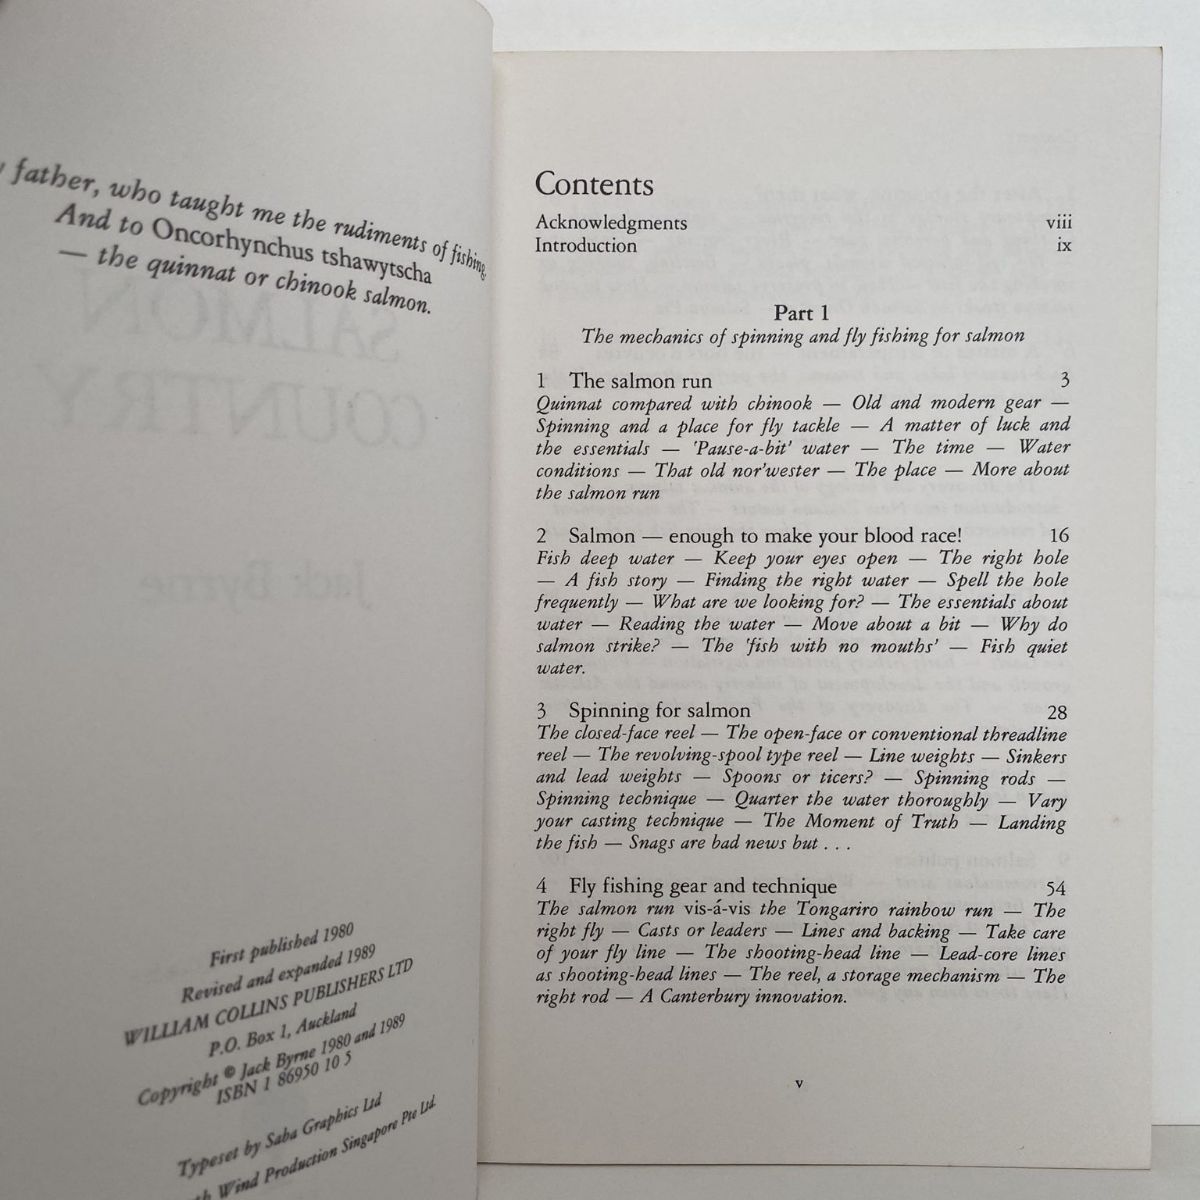 father, who taught me the rudiments of fishing.
And to Oncorhynchus tshawytscha
— the quinnat or chinook salmon.
SALMON
COUNTRY
Jack Byrne
First published 1980
Revised and expanded 1989
WILLIAM COLLINS PUBLISHERS LTD
P.O. Box 1, Auckland
Copyright © Jack Byrne 1980 and 1989
ISBN 1 86950 10 5
Typeset by Saba Graphics Ltd
Wind Production Singapore Pte Ltd.
Contents
Acknowledgments viii
Introduction ix
Part 1
The mechanics of spinning and fly fishing for salmon
1 The salmon run 3
Quinnat compared with chinook — Old and modern gear —
Spinning and a place for fly tackle — A matter of luck and
the essentials — 'Pause-a-bit' water — The time — Water
conditions — That old nor'wester — The place — More about
the salmon run
2 Salmon — enough to make your blood race! 16
Fish deep water — Keep your eyes open — The right hole
— A fish story — Finding the right water — Spell the hole
frequently — What are we looking for? — The essentials about
water — Reading the water — Move about a bit — Why do
salmon strike? — The 'fish with no mouths' — Fish quiet
water.
3 Spinning for salmon 28
The closed-face reel — The open-face or conventional threadline
reel — The revolving-spool type reel — Line weights — Sinkers
and lead weights — Spoons or ticers? — Spinning rods —
Spinning technique — Quarter the water thoroughly — Vary
your casting technique — The Moment of Truth — Landing
the fish — Snags are bad news but . . .
4 Fly fishing gear and technique 54
The salmon run vis-á-vis the Tongariro rainbow run — The
right fly — Casts or leaders — Lines and backing — Take care
of your fly line — The shooting-head line — Lead-core lines
as shooting-head lines — The reel, a storage mechanism — The
right rod — A Canterbury innovation.
v